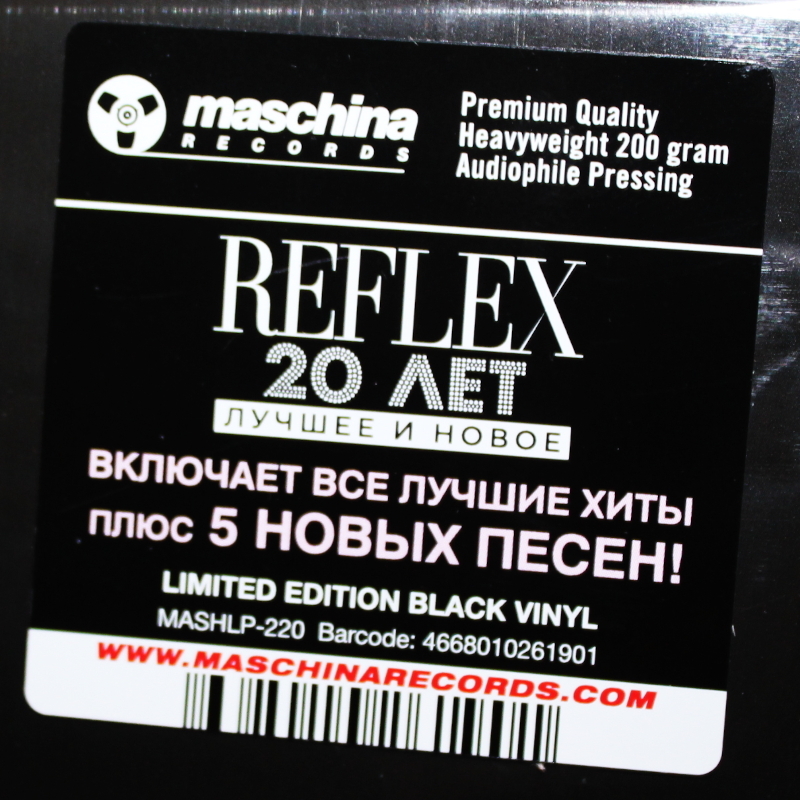 maschina
RECORDS
Premium Quality
Heavyweight 200 gram
Audiophile Pressing
REFLEX
20 ЛЕТ
ЛУЧШЕЕ И НОВОЕ
ВКЛЮЧАЕТ ВСЕ ЛУЧШИЕ ХИТЫ
ПЛЮС 5 НОВЫХ ПЕСЕН!
LIMITED EDITION BLACK VINYL
MASHLP-220 Barcode: 4668010261901
WWW.MASCHINARECORDS.COM